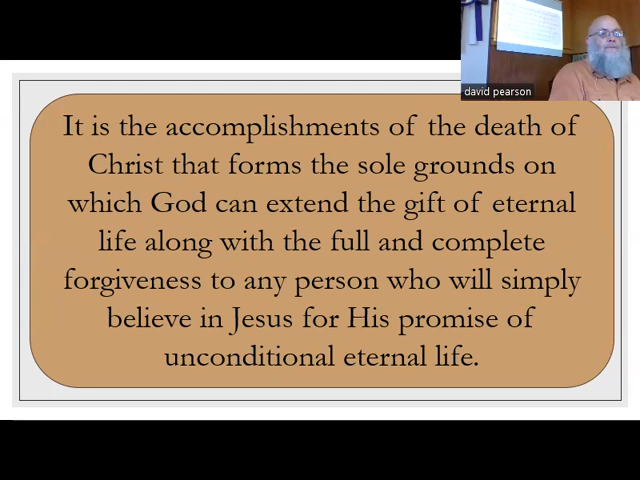 david pearson
It is the accomplishments of the death of
Christ that forms the sole grounds on
which God can extend the gift of eternal
life along with the full and complete
forgiveness to any person who will simply
believe in Jesus for His promise of
unconditional eternal life.